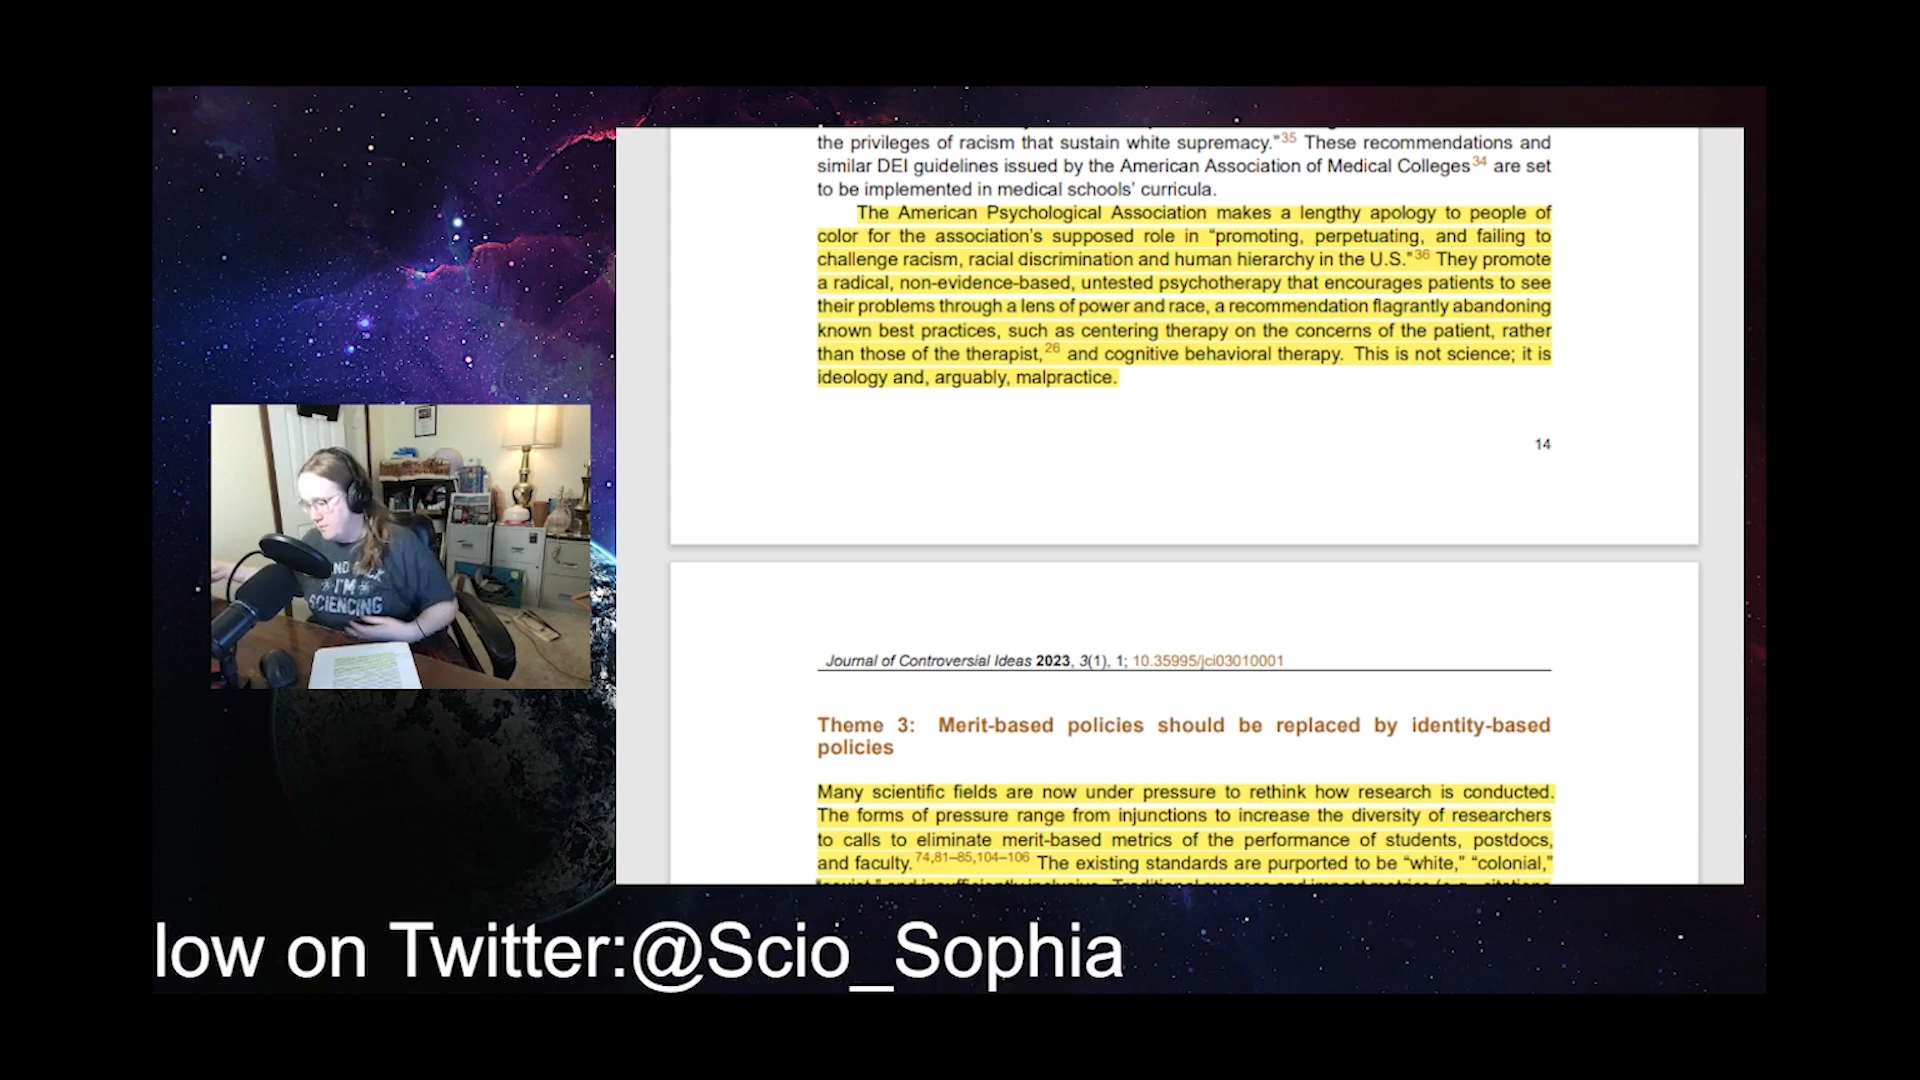 the privileges of racism that sustain white supremacy."35 These recommendations and
similar DEI guidelines issued by the American Association of Medical Colleges34 are set
to be implemented in medical schools' curricula.
The American Psychological Association makes a lengthy apology to people of
color for the association's supposed role in "promoting, perpetuating, and failing to
challenge racism, racial discrimination and human hierarchy in the U.S."36 They promote
a radical, non-evidence-based, untested psychotherapy that encourages patients to see
their problems through a lens of power and race, a recommendation flagrantly abandoning
known best practices, such as centering therapy on the concerns of the patient, rather
than those of the therapist,26 and cognitive behavioral therapy. This is not science; it is
ideology and, arguably, malpractice.
14
Journal of Controversial Ideas 2023, 3(1), 1; 10.35995/jci03010001
Theme 3: Merit-based policies should be replaced by identity-based
policies
Many scientific fields are now under pressure to rethink how research is conducted.
The forms of pressure range from injunctions to increase the diversity of researchers
to calls to eliminate merit-based metrics of the performance of students, postdocs,
and faculty.74,81–85,104–106 The existing standards are purported to be "white," "colonial,"
I'M
SCIENCING
low on Twitter:@Scio_Sophia